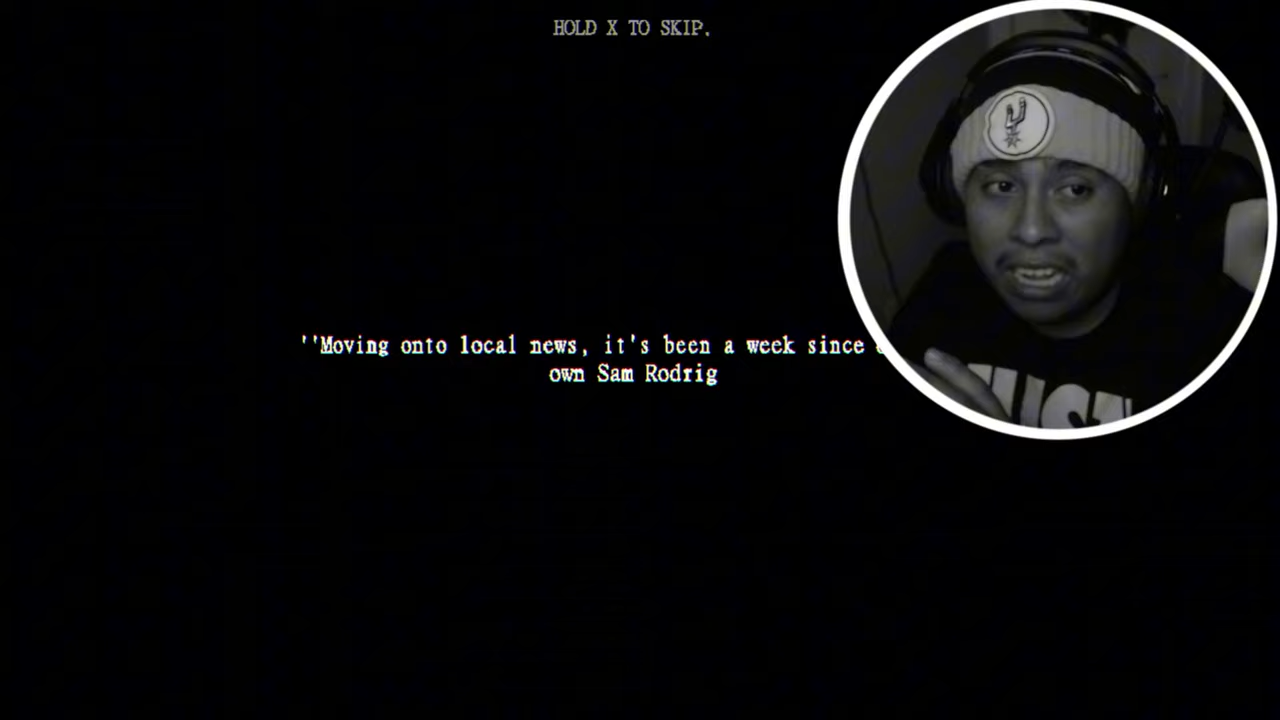 HOLD X TO SKIP.
''Moving onto local news, it's been a week since
own Sam Rodrig